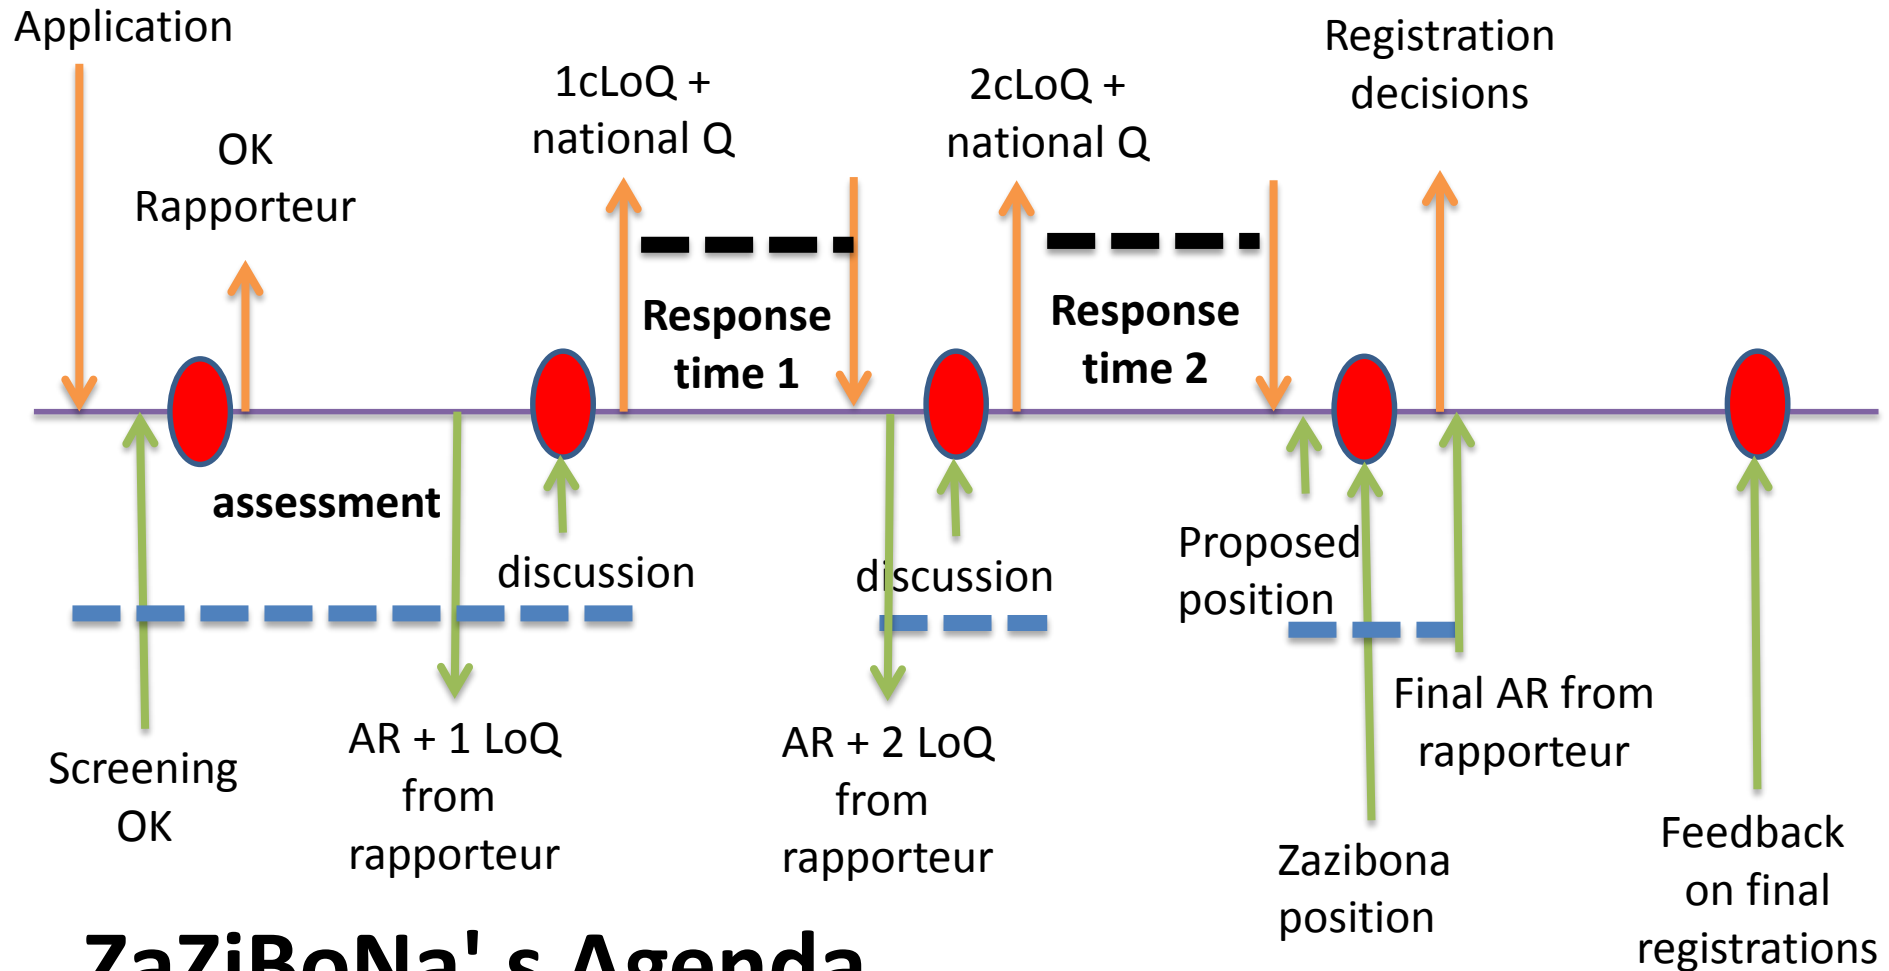 Application
OK
Rapporteur
1cLoQ +
national Q
2cLoQ +
national Q
Registration
decisions
Response
time 1
Response
time 2
assessment
discussion
discussion
Proposed
position
Screening
OK
AR + 1 LoQ
from
rapporteur
AR + 2 LoQ
from
rapporteur
Zazibona
position
Final AR from
rapporteur
Feedback
on final
registrations
ZaZiBoNa' s Agenda